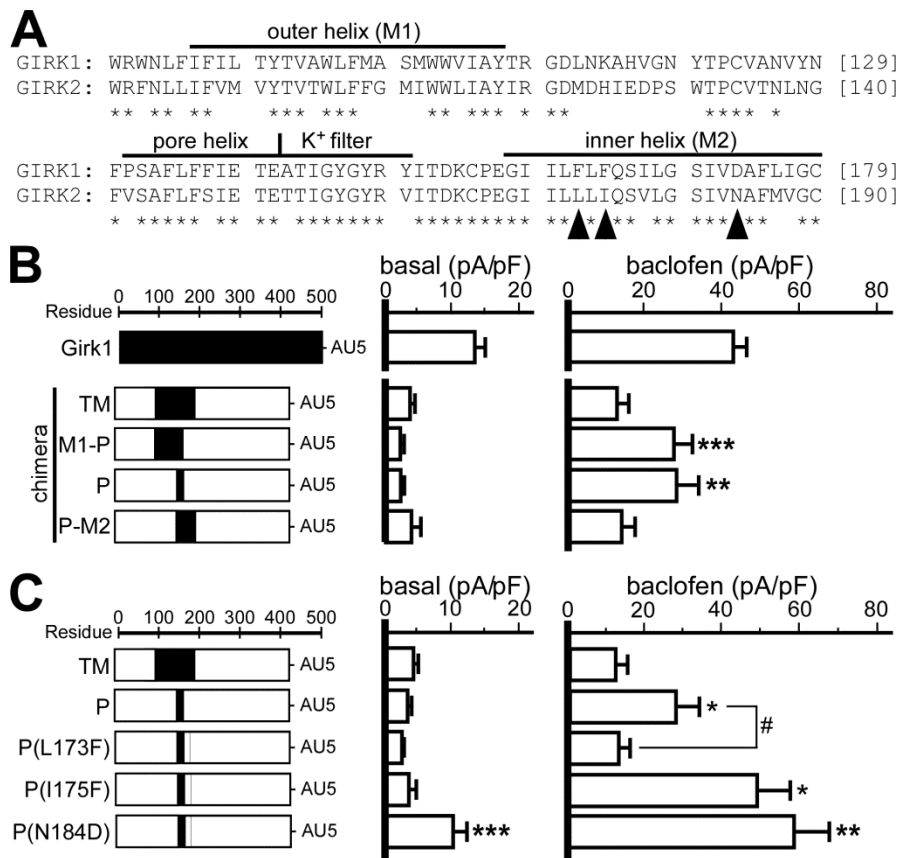 A
outer helix (M1)
GIRK1: WRWNLFIFIL TYTVAWLFMA SMWWVIAYTR GDLNKAHVGN YTPCVANVYN [129]
GIRK2: WRFNLLIFVM VYTVTWLFFG MIWWLIAYIR GDMDHIEDPS WTPCVTNLNG [140]
** ** ** *** *** ** *** ** **** *
pore helix K+ filter inner helix (M2)
GIRK1: FPSAFLFFIE TEATIGYGYR YITDKCPEGI ILFLFQSILG SIVDAFLIGC [179]
GIRK2: FVSAFLFSIE TETTIGYGYR VITDKCPEGI ILLLIQSVLG SIVNAFMVGC [190]
* ***** ** ** ******* ********* ** * ** ** *** ** **
B
Residue 0 100 200 300 400 500
basal (pA/pF)
0 10 20
baclofen (pA/pF)
0 20 40 60 80
Girk1 AU5
chimera
TM AU5
M1-P AU5 ***
P AU5 **
P-M2 AU5
C
Residue 0 100 200 300 400 500
basal (pA/pF)
0 10 20
baclofen (pA/pF)
0 20 40 60 80
TM AU5
P AU5 *
#
P(L173F) AU5
P(I175F) AU5 *
P(N184D) AU5 *** **